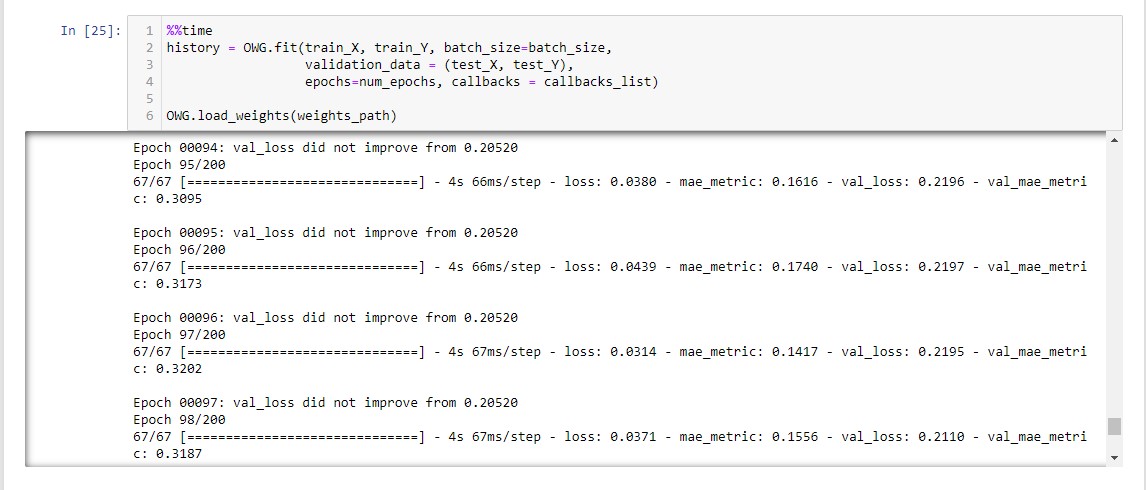 In [25]:
1 %%time
2 history = OWG.fit(train_X, train_Y, batch_size=batch_size,
3                   validation_data = (test_X, test_Y),
4                   epochs=num_epochs, callbacks = callbacks_list)
5
6 OWG.load_weights(weights_path)
Epoch 00094: val_loss did not improve from 0.20520
Epoch 95/200
67/67 [==============================] - 4s 66ms/step - loss: 0.0380 - mae_metric: 0.1616 - val_loss: 0.2196 - val_mae_metri
c: 0.3095
Epoch 00095: val_loss did not improve from 0.20520
Epoch 96/200
67/67 [==============================] - 4s 66ms/step - loss: 0.0439 - mae_metric: 0.1740 - val_loss: 0.2197 - val_mae_metri
c: 0.3173
Epoch 00096: val_loss did not improve from 0.20520
Epoch 97/200
67/67 [==============================] - 4s 67ms/step - loss: 0.0314 - mae_metric: 0.1417 - val_loss: 0.2195 - val_mae_metri
c: 0.3202
Epoch 00097: val_loss did not improve from 0.20520
Epoch 98/200
67/67 [==============================] - 4s 67ms/step - loss: 0.0371 - mae_metric: 0.1556 - val_loss: 0.2110 - val_mae_metri
c: 0.3187